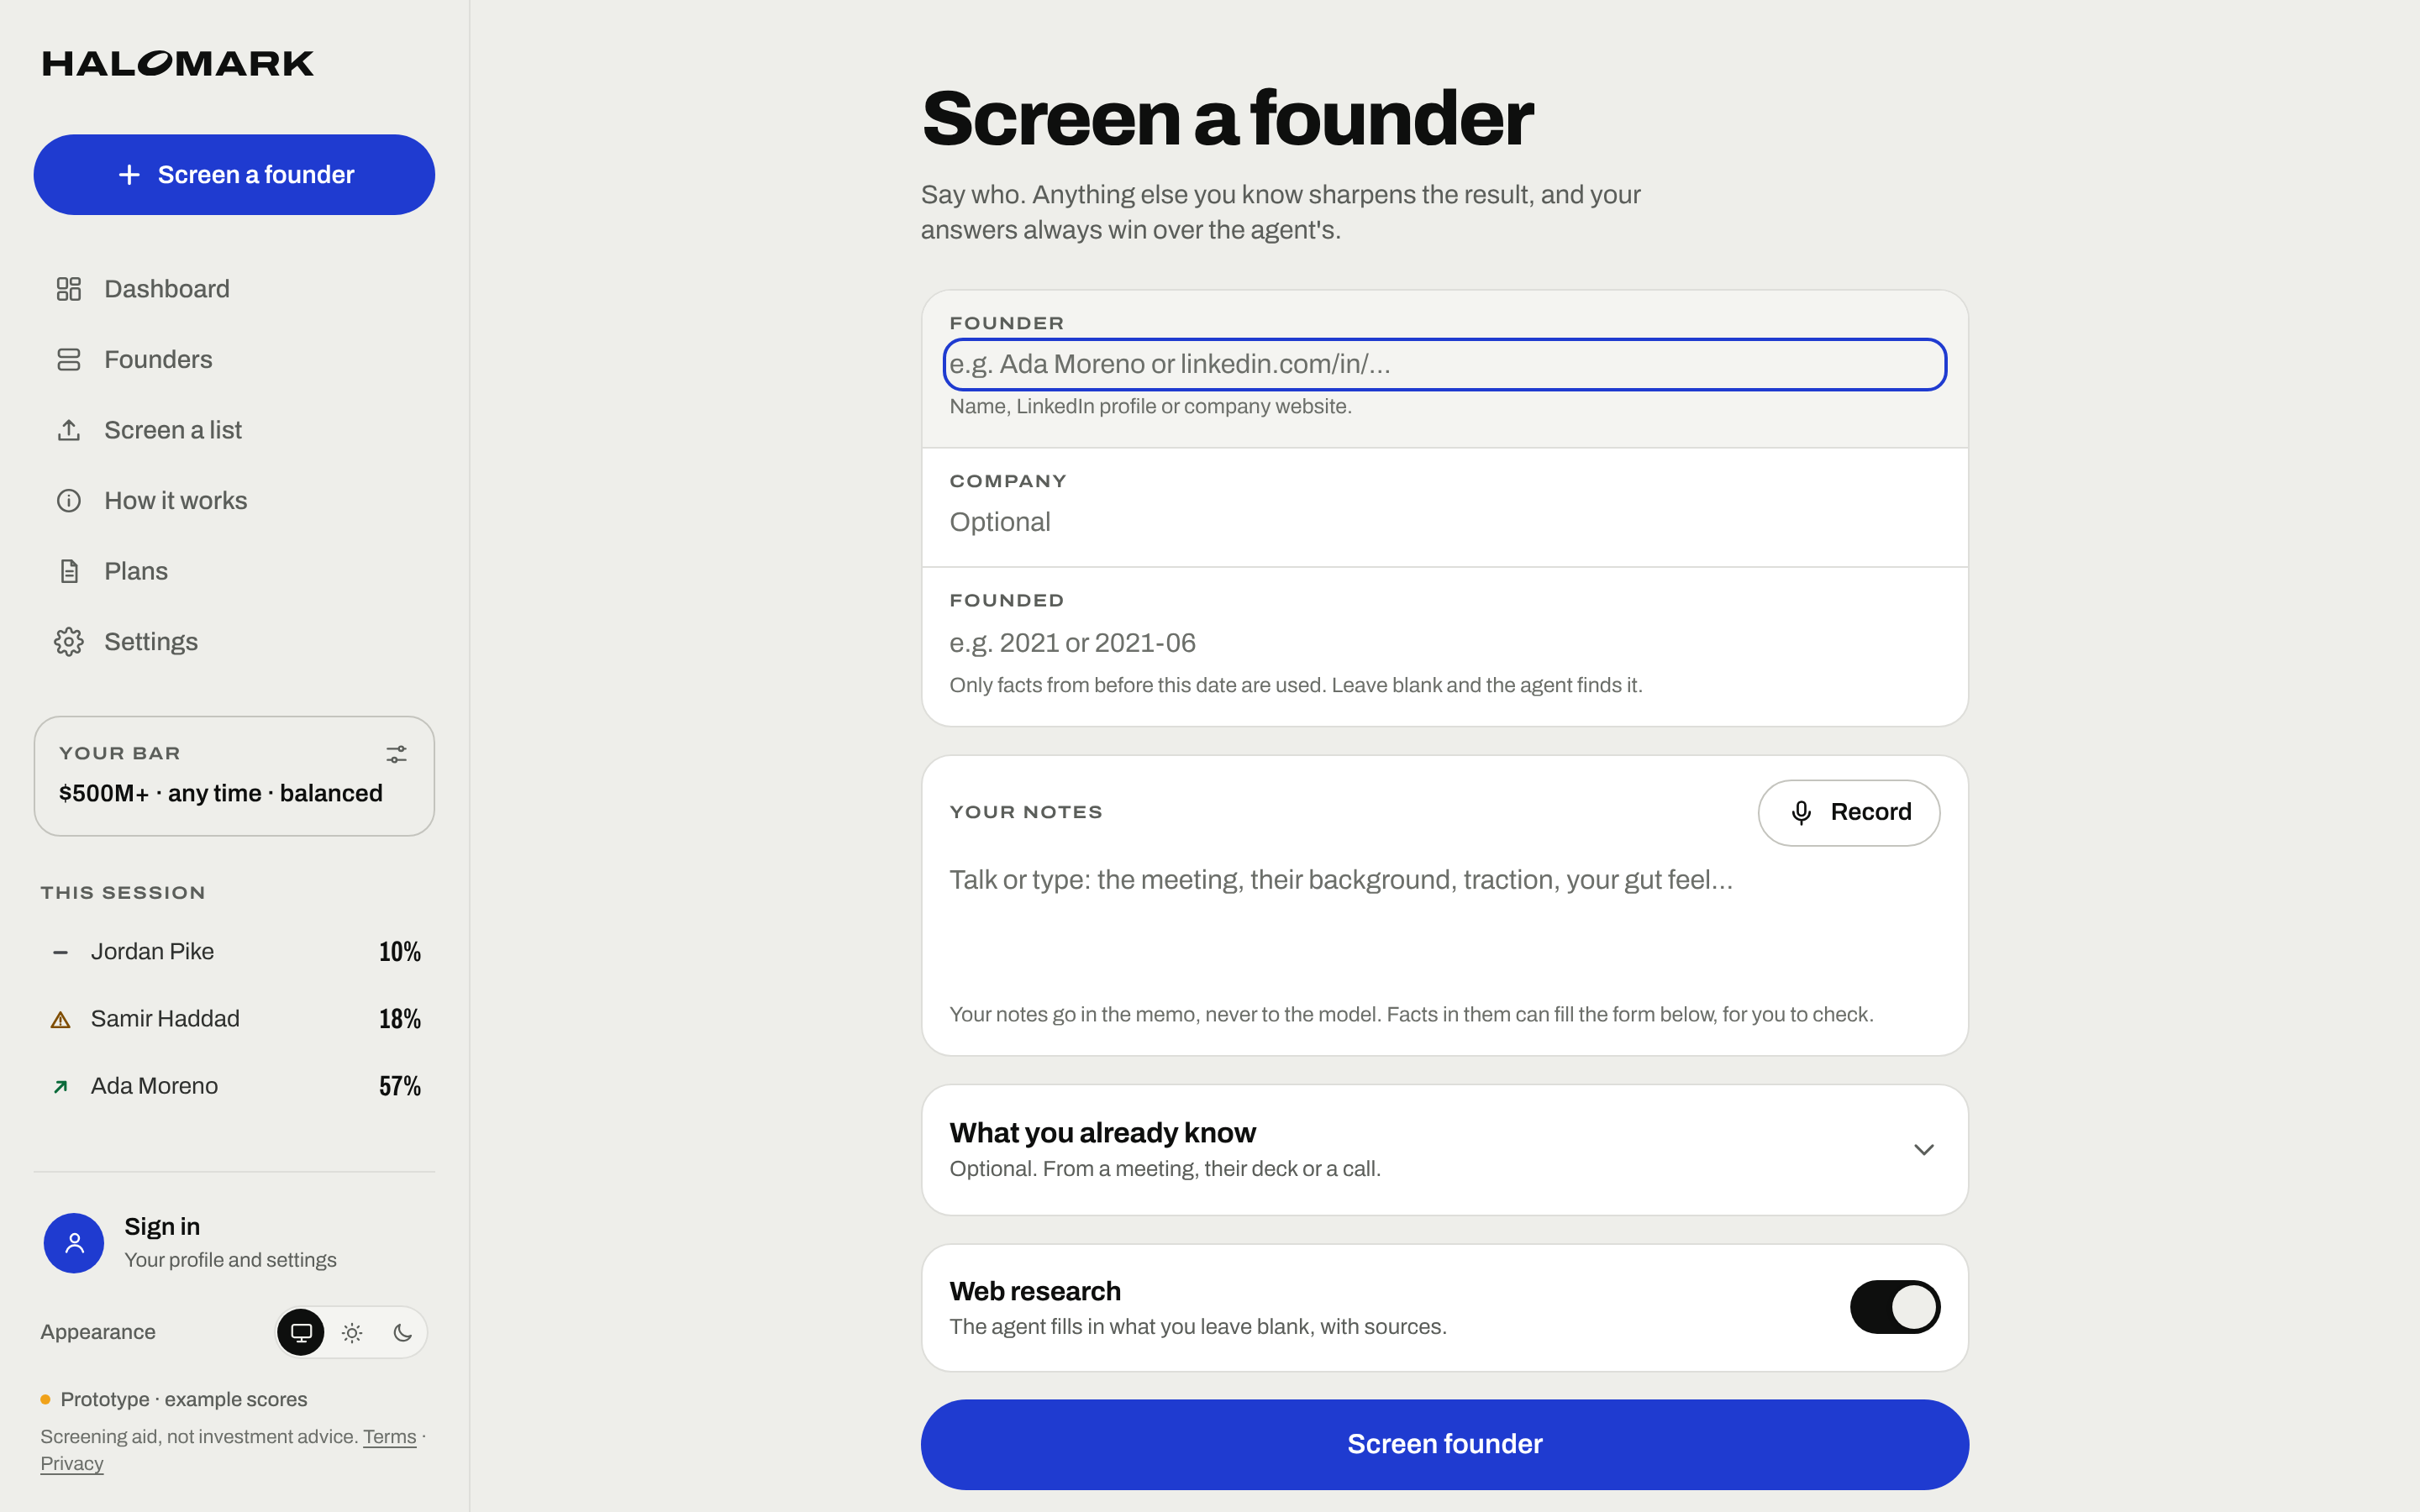 HALOMARK
Screen a founder
Dashboard
Founders
Screen a list
How it works
Plans
Settings
YOUR BAR
$500M+ · any time · balanced
THIS SESSION
Jordan Pike 10%
Samir Haddad 18%
Ada Moreno 57%
Sign in
Your profile and settings
Appearance
Prototype · example scores
Screening aid, not investment advice. Terms ·
Privacy
Screen a founder
Say who. Anything else you know sharpens the result, and your
answers always win over the agent's.
FOUNDER
e.g. Ada Moreno or linkedin.com/in/...
Name, LinkedIn profile or company website.
COMPANY
Optional
FOUNDED
e.g. 2021 or 2021-06
Only facts from before this date are used. Leave blank and the agent finds it.
YOUR NOTES
Record
Talk or type: the meeting, their background, traction, your gut feel...
Your notes go in the memo, never to the model. Facts in them can fill the form below, for you to check.
What you already know
Optional. From a meeting, their deck or a call.
Web research
The agent fills in what you leave blank, with sources.
Screen founder